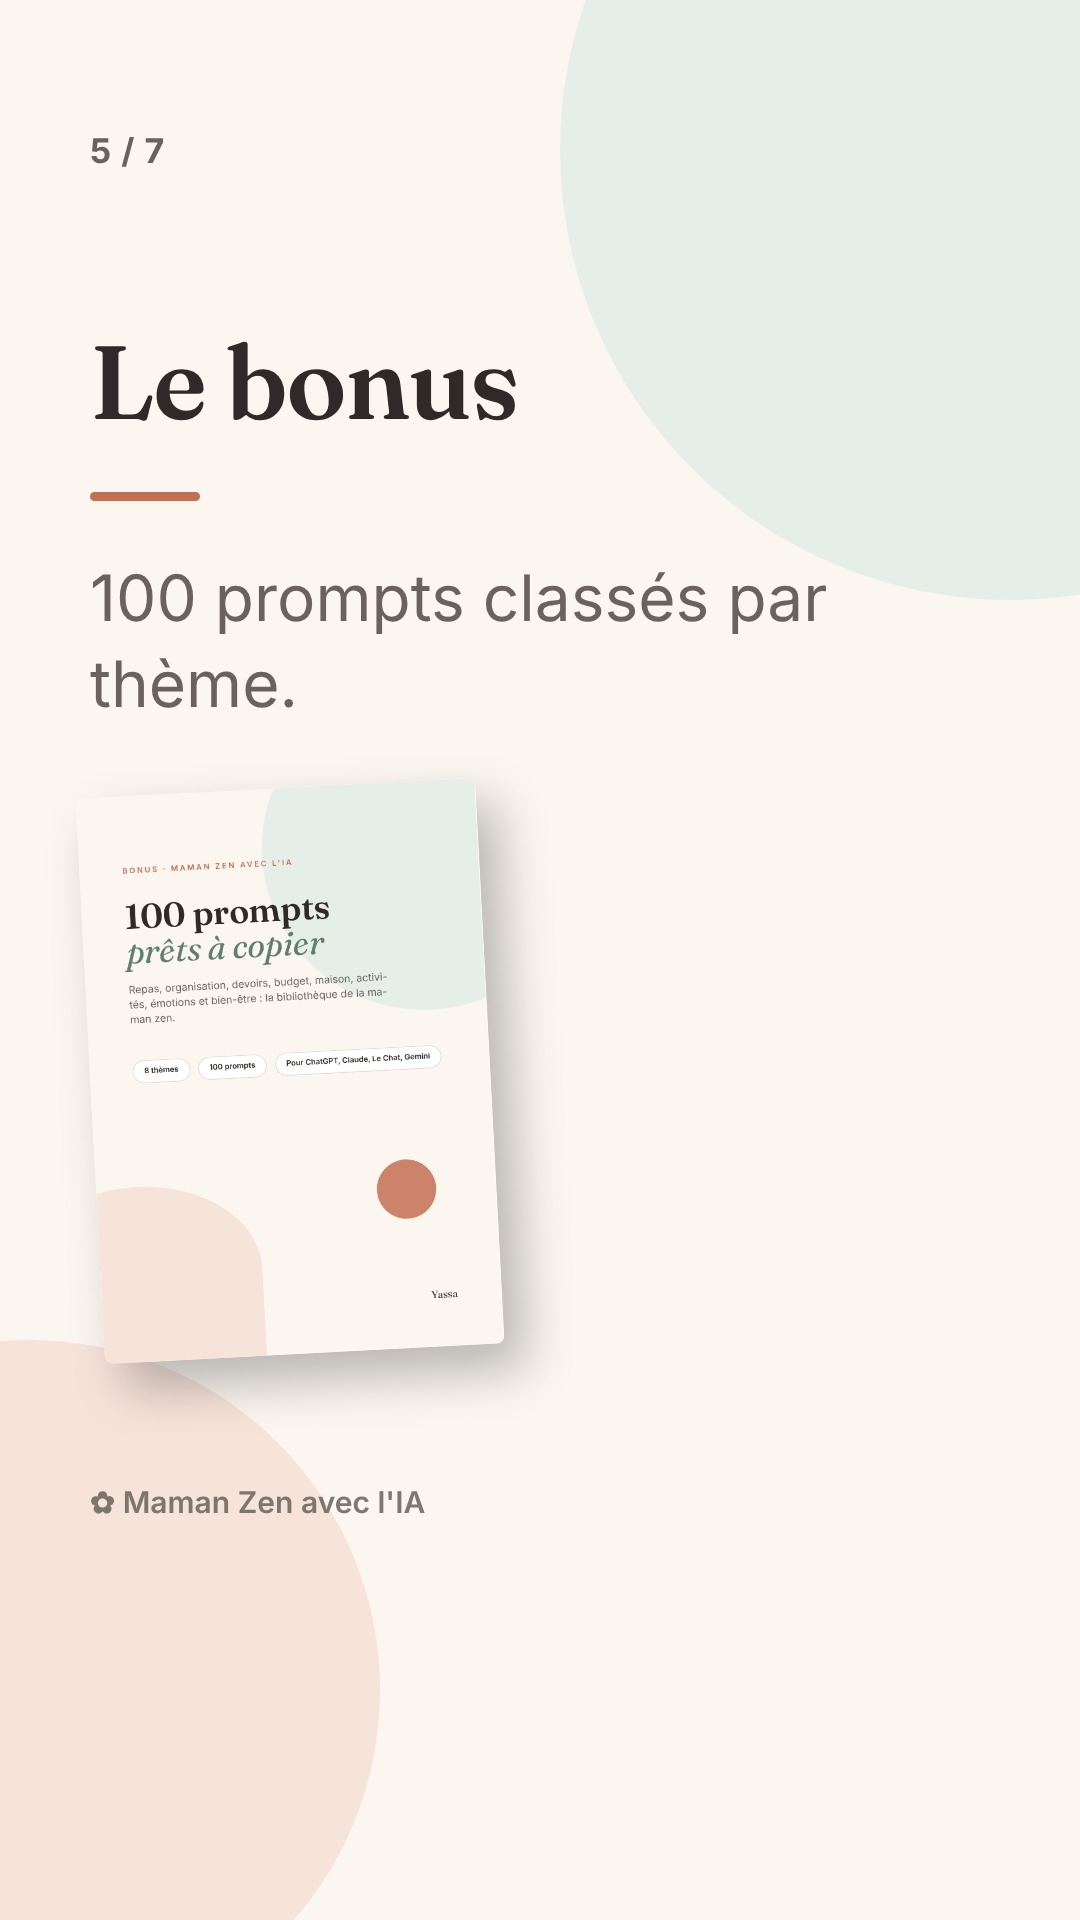 5 / 7
Le bonus
100 prompts classés par
thème.
BONUS · MAMAN ZEN AVEC L'IA
100 prompts
prêts à copier
Repas, organisation, devoirs, budget, maison, activi-
tés, émotions et bien-être : la bibliothèque de la ma-
man zen.
8 thèmes 100 prompts Pour ChatGPT, Claude, Le Chat, Gemini
Yassa
✿ Maman Zen avec l'IA